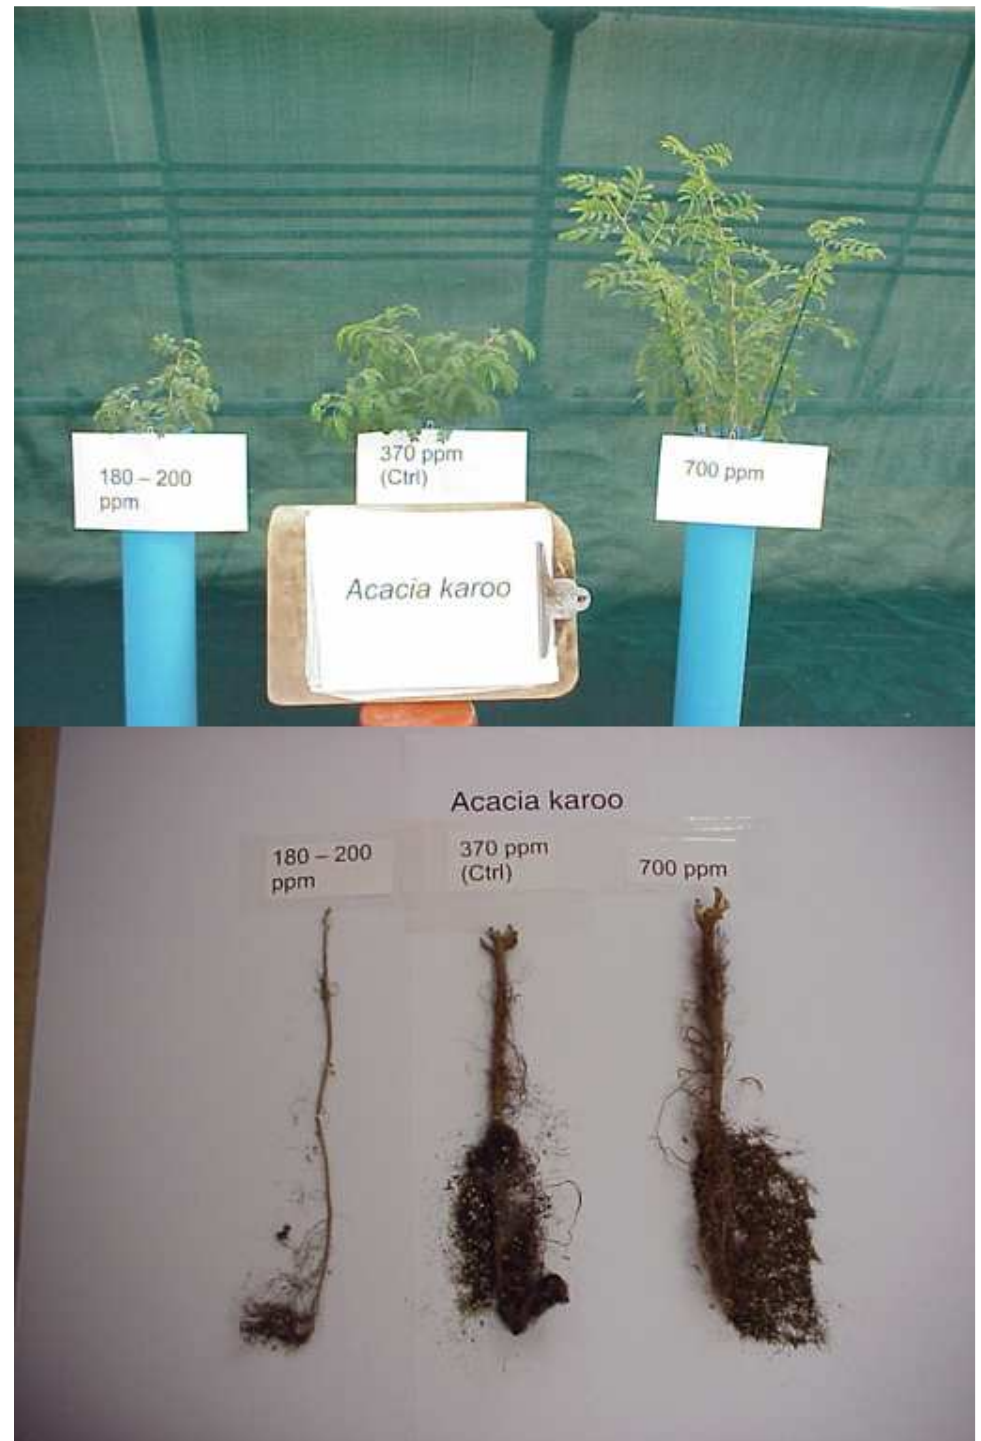 180 – 200
ppm
370 ppm
(Ctrl)
700 ppm
Acacia karoo
Acacia karoo
180 – 200
ppm
370 ppm
(Ctrl)
700 ppm